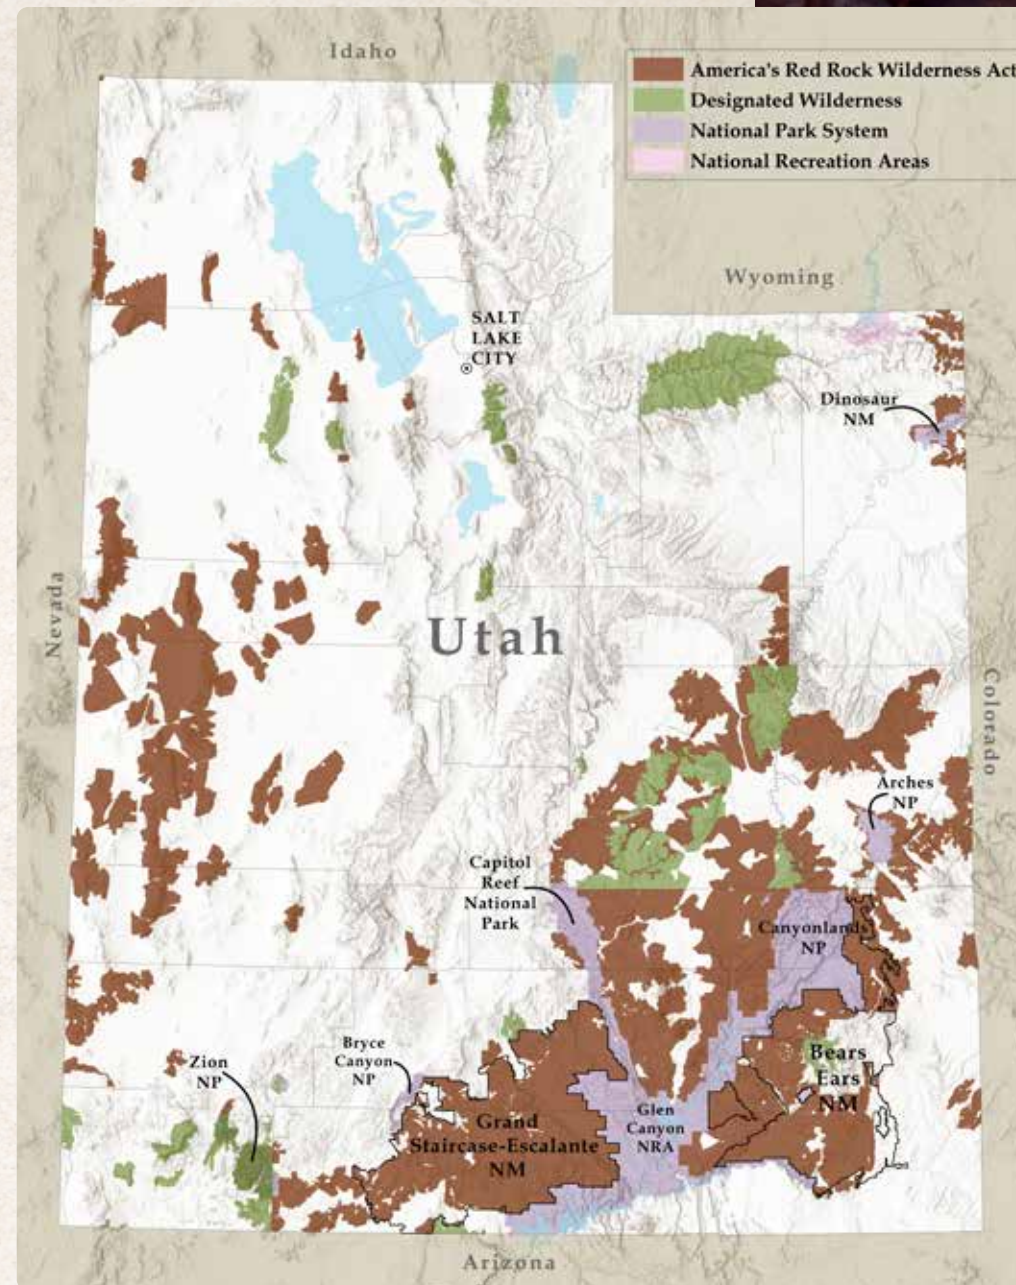 Idaho
America's Red Rock Wilderness Act
Designated Wilderness
National Park System
National Recreation Areas
Wyoming
SALT
LAKE
CITY
Dinosaur
NM
Nevada
Utah
Colorado
Arches
NP
Capitol
Reef
National
Park
Canyonlands
NP
Bryce
Canyon
NP
Zion
NP
Bears
Ears
NM
Glen
Canyon
NRA
Grand
Staircase-Escalante
NM
Arizona